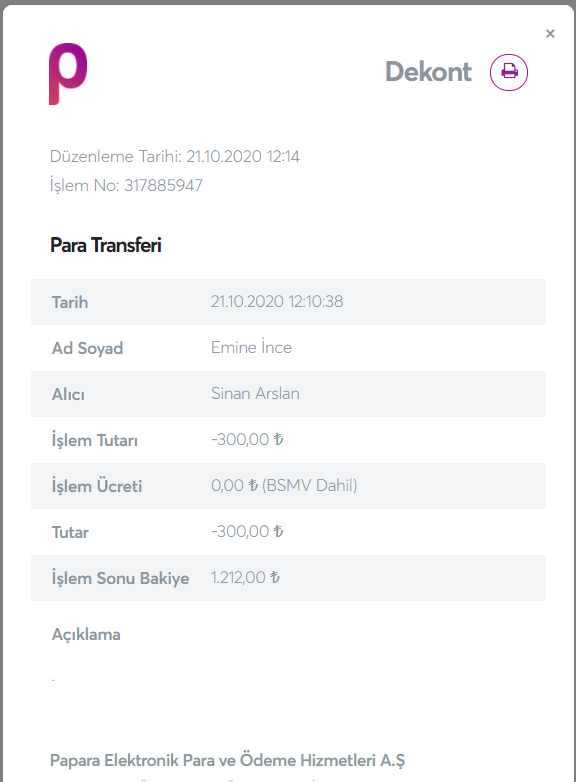 ×
p
Dekont
Düzenleme Tarihi: 21.10.2020 12:14
İşlem No: 317885947
Para Transferi
Tarih 21.10.2020 12:10:38
Ad Soyad Emine İnce
Alıcı Sinan Arslan
İşlem Tutarı -300,00 ₺
İşlem Ücreti 0,00 ₺ (BSMV Dahil)
Tutar -300,00 ₺
İşlem Sonu Bakiye 1.212,00 ₺
Açıklama
.
Papara Elektronik Para ve Ödeme Hizmetleri A.Ş